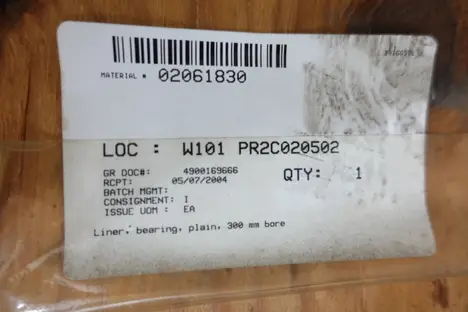 MATERIAL # 02061830
LOC : W101 PR2C020502
GR DOC#: 4900169666
QTY: 1
RCPT: 05/07/2004
BATCH MGMT:
CONSIGNMENT: I
ISSUE UOM : EA
Liner, bearing, plain, 300 mm bore